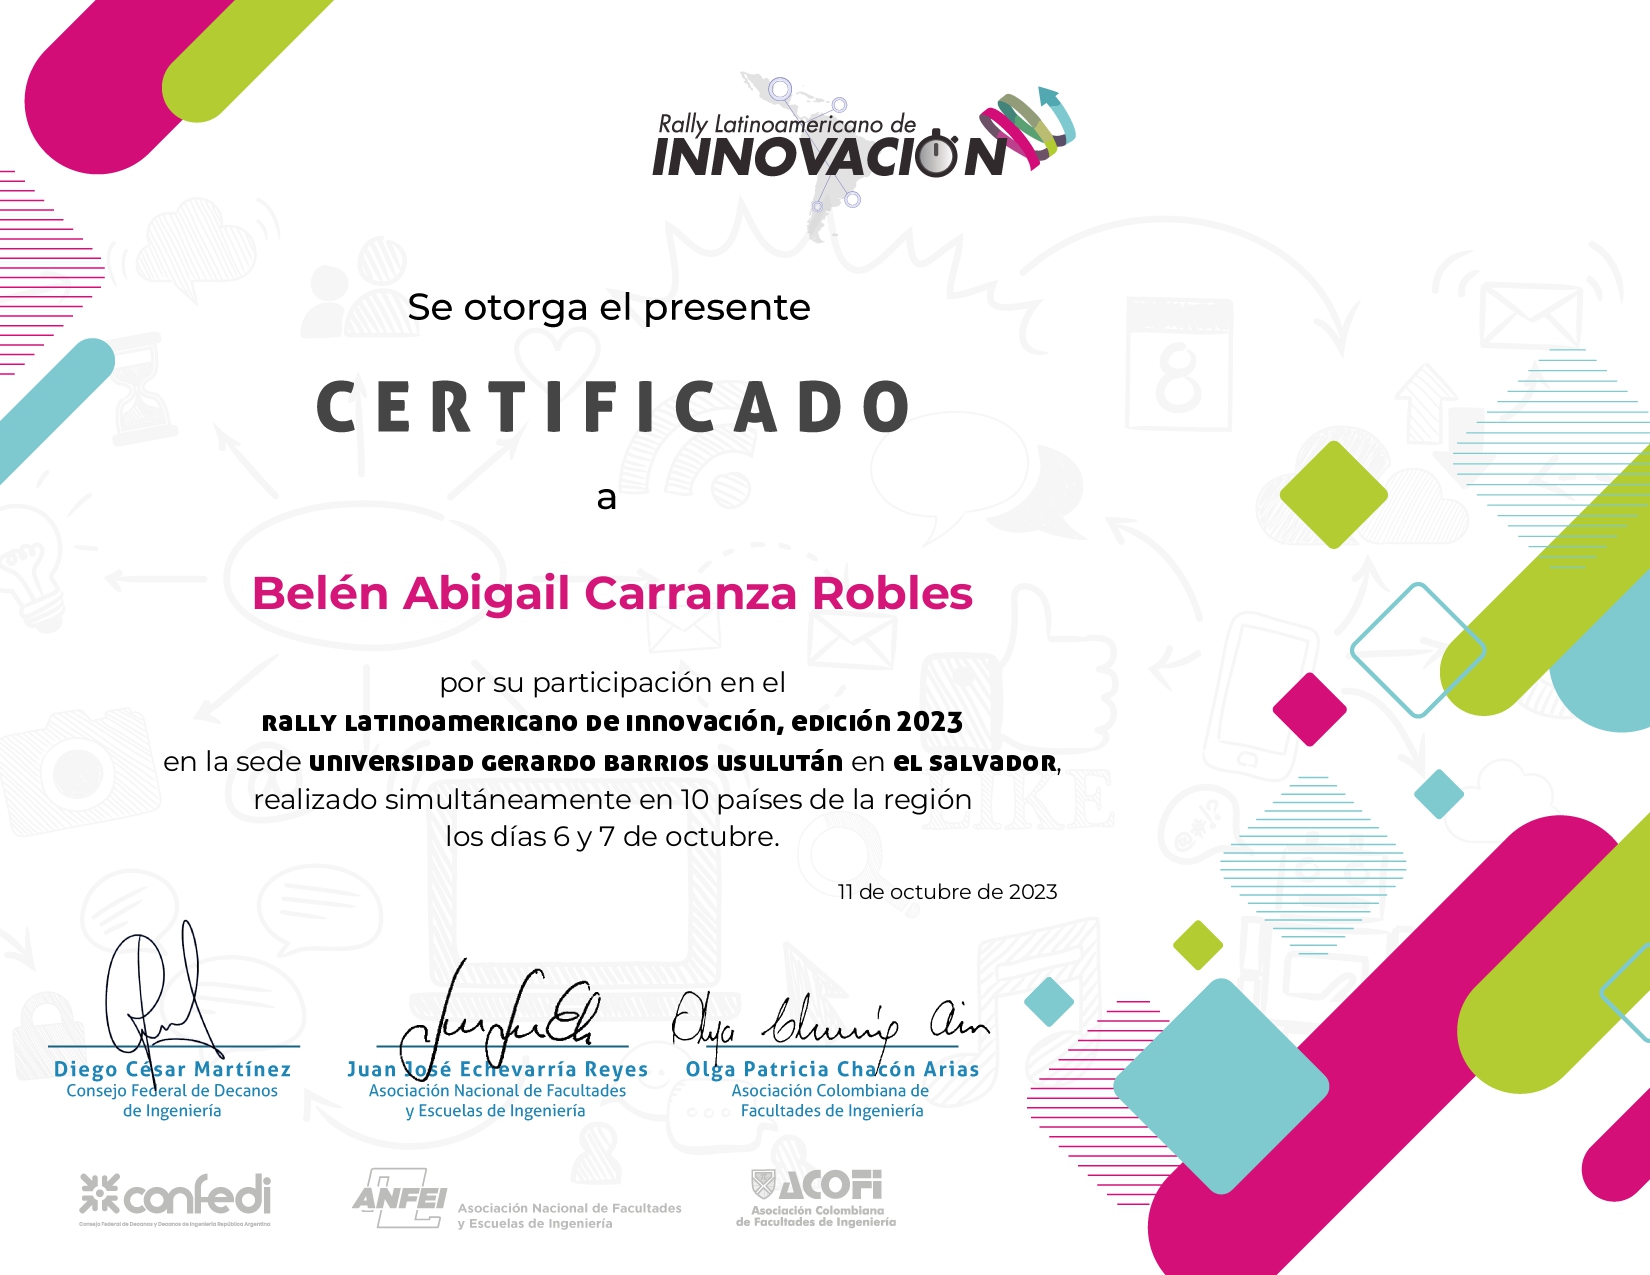 Rally Latinoamericano de
INNOVACIÓN
Se otorga el presente
CERTIFICADO
a
Belén Abigail Carranza Robles
por su participación en el
Rally Latinoamericano de Innovación, edición 2023
en la sede Universidad Gerardo Barrios Usulután en El Salvador,
realizado simultáneamente en 10 países de la región
los días 6 y 7 de octubre.
11 de octubre de 2023
Diego César Martínez
Consejo Federal de Decanos
de Ingeniería
Juan José Echevarría Reyes
Asociación Nacional de Facultades
y Escuelas de Ingeniería
Olga Patricia Chacón Arias
Asociación Colombiana de
Facultades de Ingeniería
confedi
Consejo Federal de Decanos y Decanas de Ingeniería República Argentina
ANFEI
Asociación Nacional de Facultades
y Escuelas de Ingeniería
ACOFI
Asociación Colombiana
de Facultades de Ingeniería
8
LIKE